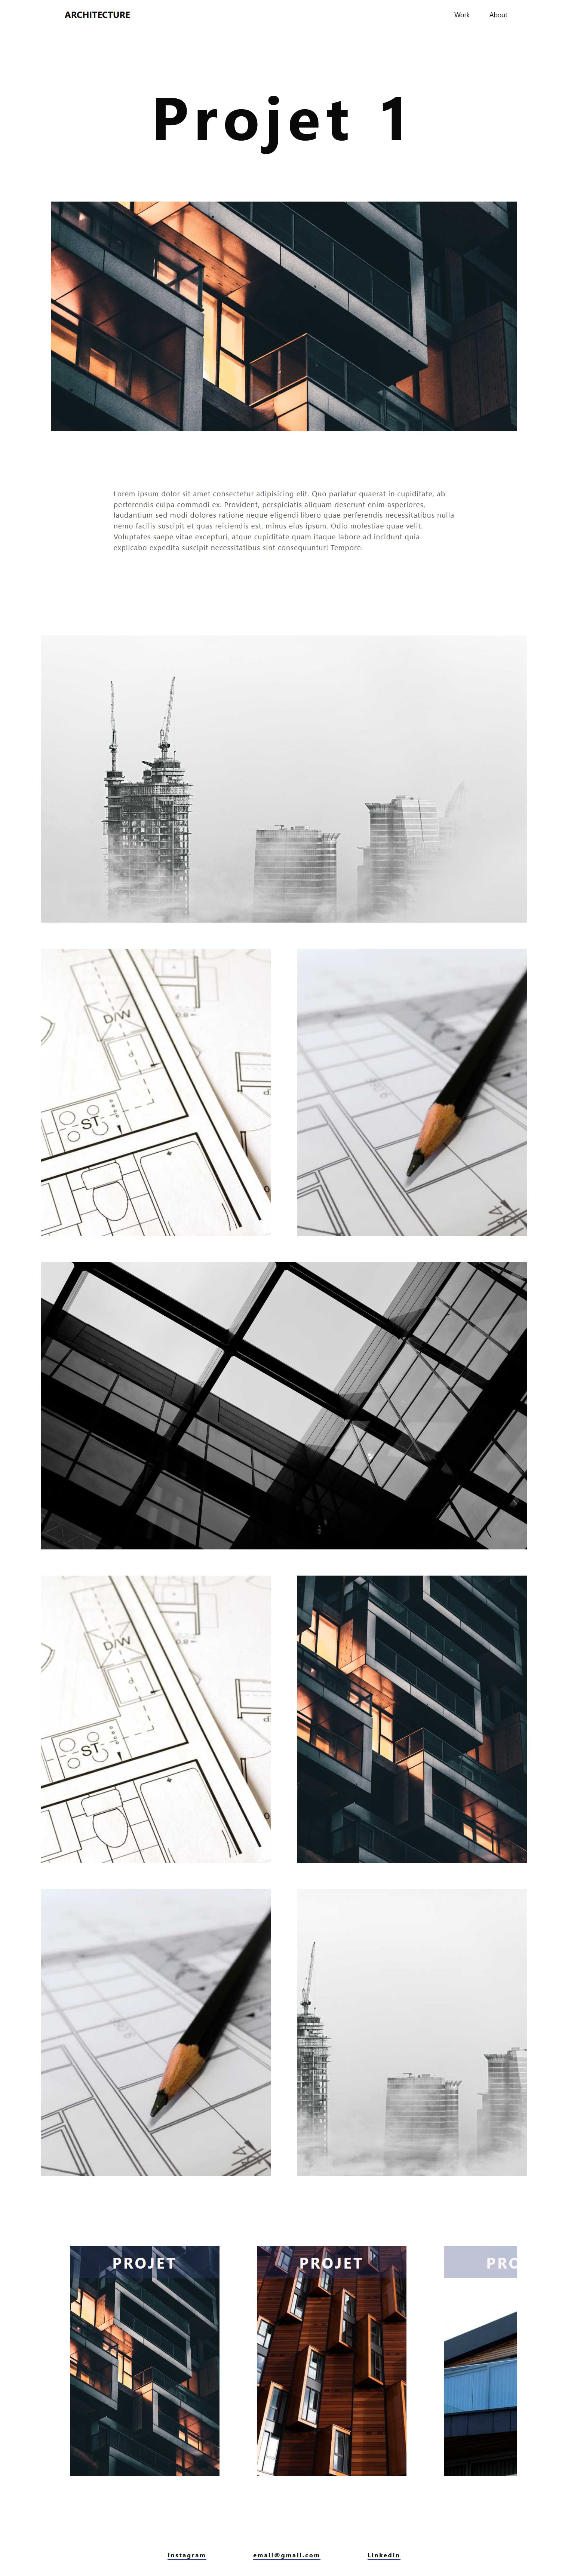 ARCHITECTURE
Work
About
Projet 1
Lorem ipsum dolor sit amet consectetur adipisicing elit. Quo pariatur quaerat in cupiditate, ab
perferendis culpa commodi ex. Provident, perspiciatis aliquam deserunt enim asperiores,
laudantium sed modi dolores ratione neque eligendi libero quae perferendis necessitatibus nulla
nemo facilis suscipit et quas reiciendis est, minus eius ipsum. Odio molestiae quae velit.
Voluptates saepe vitae excepturi, atque cupiditate quam itaque labore ad incidunt quia
explicabo expedita suscipit necessitatibus sint consequuntur! Tempore.
D/W
ST
D/W
ST
PROJET
PROJET
PRO
Instagram
email@gmail.com
Linkedin